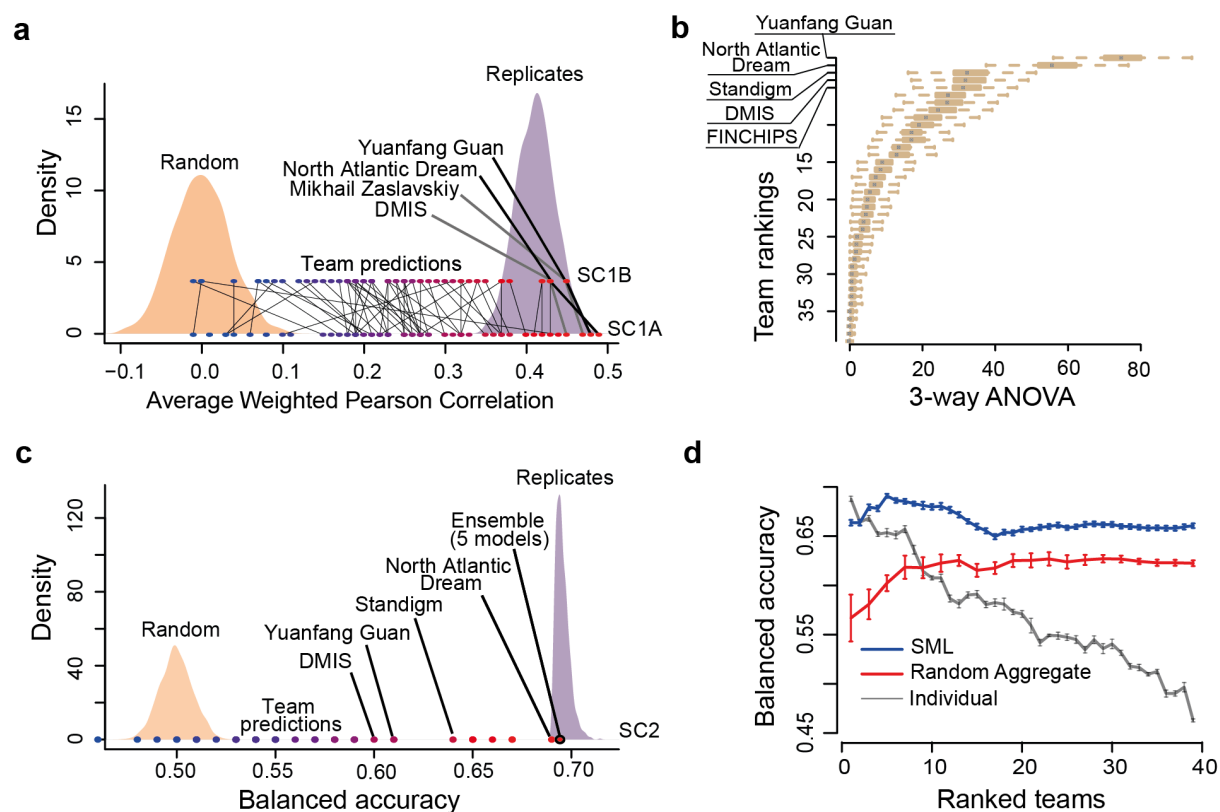 a
Replicates
Random
Yuanfang Guan
North Atlantic Dream
Mikhail Zaslavskiy
DMIS
Team predictions
SC1B
SC1A
Density
15
10
5
0
−0.1
0.0
0.1
0.2
0.3
0.4
0.5
Average Weighted Pearson Correlation
b
Yuanfang Guan
North Atlantic
Dream
Standigm
DMIS
FINCHIPS
Team rankings
15
20
25
30
35
0
20
40
60
80
3-way ANOVA
c
Replicates
Random
Ensemble
(5 models)
North Atlantic
Dream
Standigm
Yuanfang Guan
DMIS
Team
predictions
SC2
Density
120
80
40
0
0.50
0.55
0.60
0.65
0.70
Balanced accuracy
d
Balanced accuracy
0.65
0.55
0.45
SML
Random Aggregate
Individual
0
10
20
30
40
Ranked teams